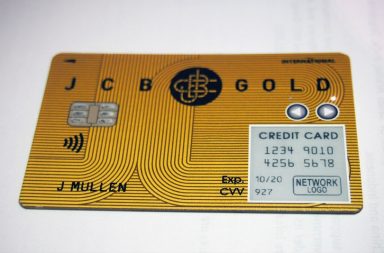 INTERNATIONAL
J C B GOLD
CREDIT CARD
1234 9010
4256 5678
J MULLEN
Exp. 10/20
CVV 927
NETWORK
LOGO